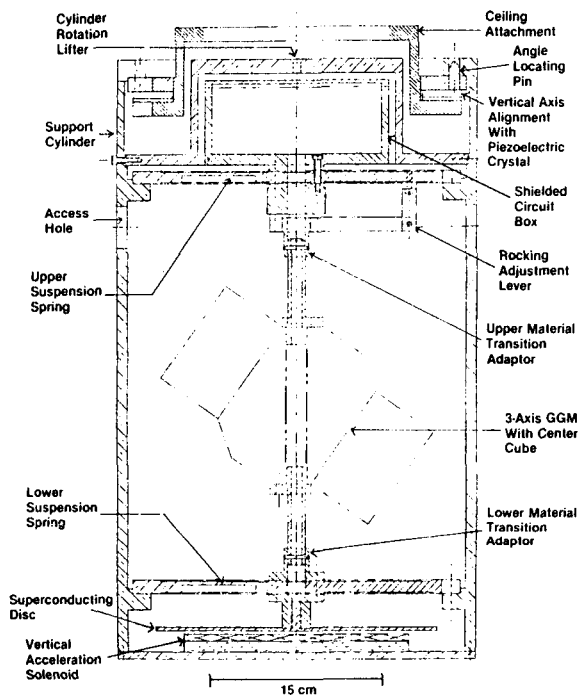 Cylinder
Rotation
Lifter
Support
Cylinder
Access
Hole
Upper
Suspension
Spring
Lower
Suspension
Spring
Superconducting
Disc
Vertical
Acceleration
Solenoid
Ceiling
Attachment
Angle
Locating
Pin
Vertical Axis
Alignment
With
Piezoelectric
Crystal
Shielded
Circuit
Box
Rocking
Adjustment
Lever
Upper Material
Transition
Adaptor
3-Axis GGM
With Center
Cube
Lower Material
Transition
Adaptor
15 cm